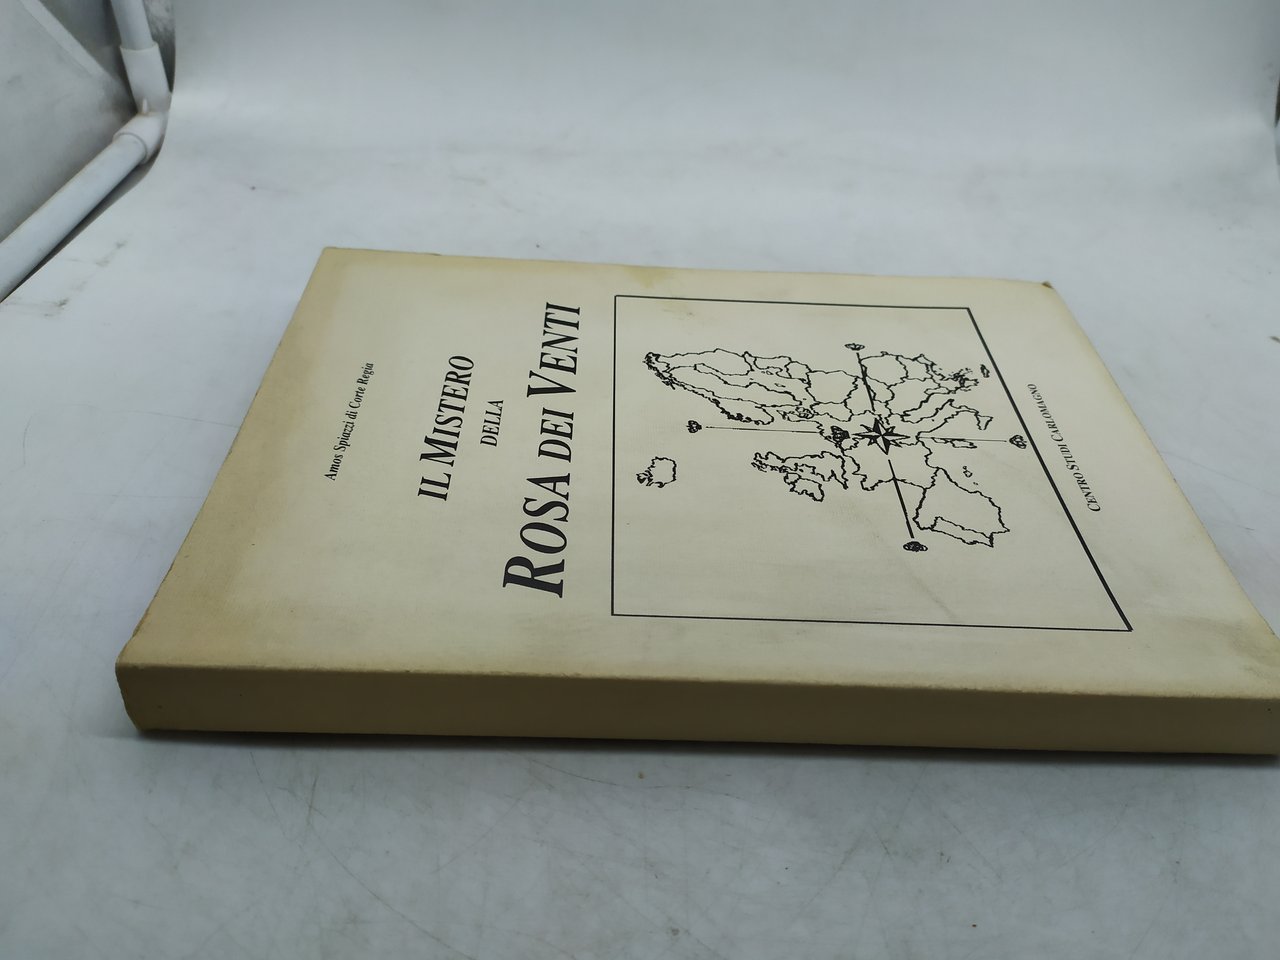 Amos Spiazzi di Corte Regia
IL MISTERO
DELLA
ROSA DEI VENTI
CENTRO STUDI CARLOMAGNO